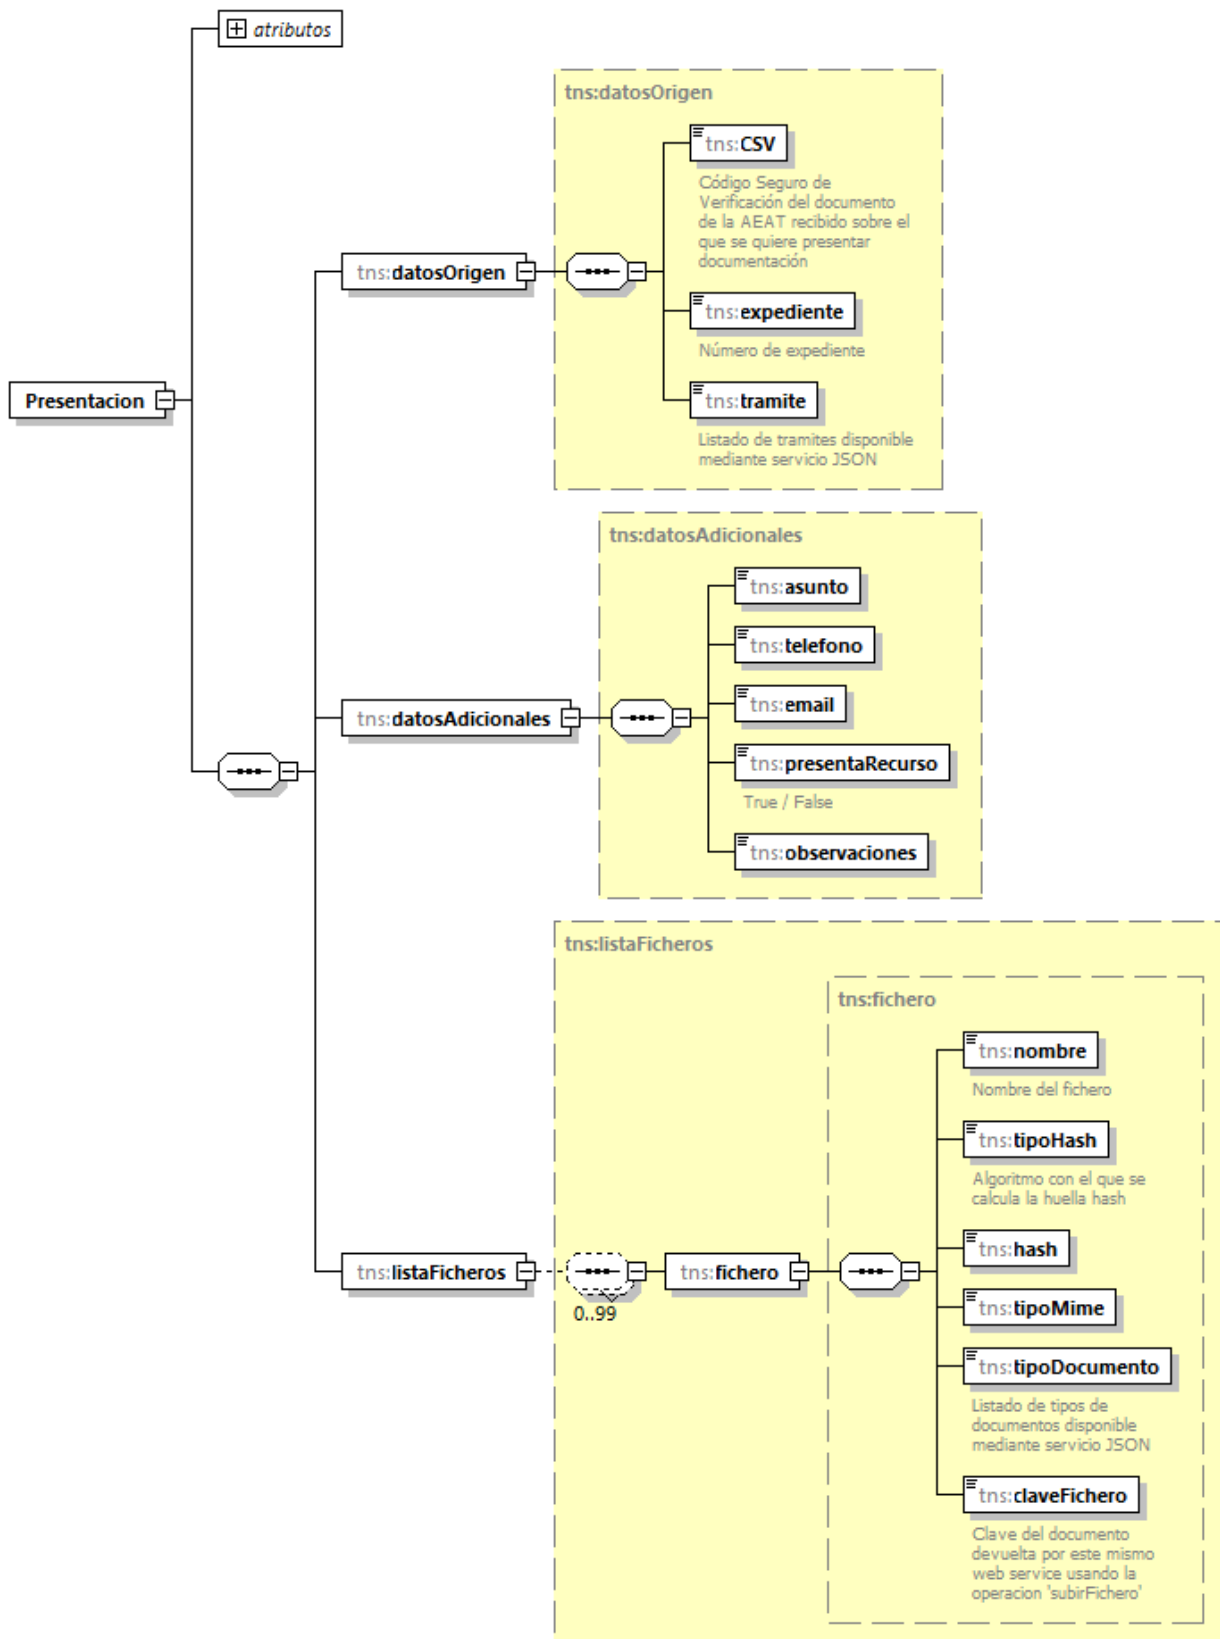 atributos
tns:datosOrigen
tns:CSV
Código Seguro de
Verificación del documento
de la AEAT recibido sobre el
que se quiere presentar
documentación
tns:datosOrigen
tns:expediente
Número de expediente
Presentacion
tns:tramite
Listado de tramites disponible
mediante servicio JSON
tns:datosAdicionales
tns:asunto
tns:telefono
tns:email
tns:datosAdicionales
tns:presentaRecurso
True / False
tns:observaciones
tns:listaFicheros
tns:fichero
tns:nombre
Nombre del fichero
tns:tipoHash
Algoritmo con el que se
calcula la huella hash
tns:hash
tns:listaFicheros
0..99
tns:fichero
tns:tipoMime
tns:tipoDocumento
Listado de tipos de
documentos disponible
mediante servicio JSON
tns:claveFichero
Clave del documento
devuelta por este mismo
web service usando la
operacion 'subirFichero'